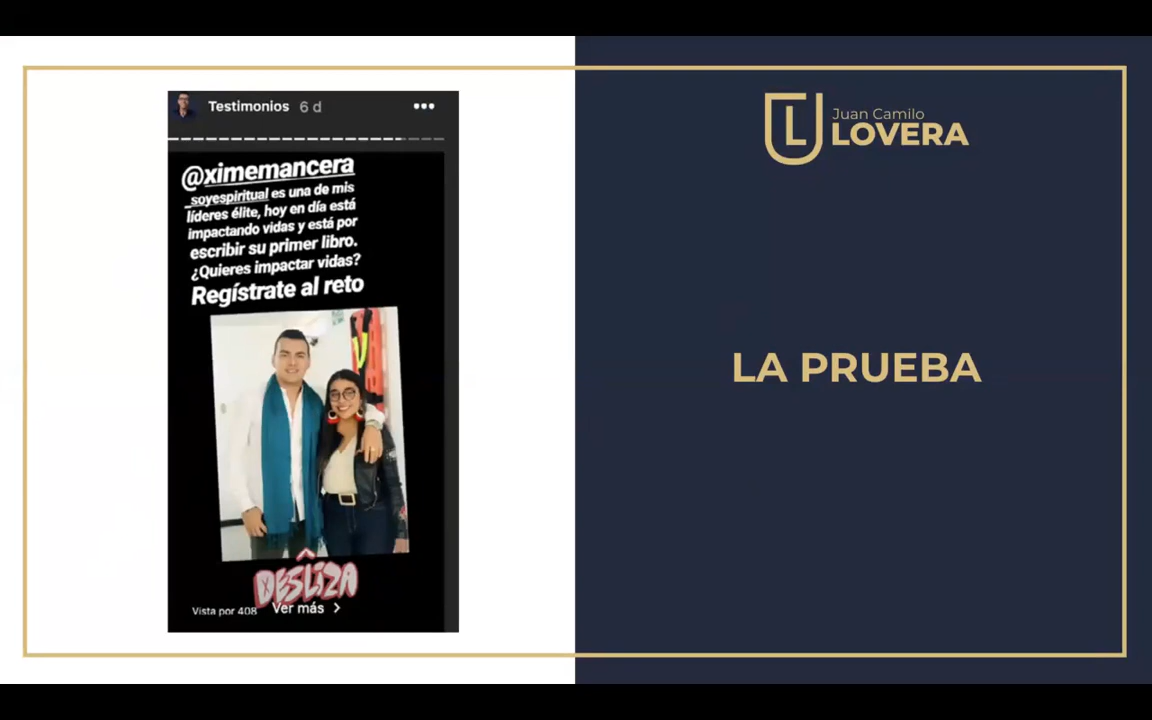 Testimonios 6 d
@ximemancera
_soyespiritual es una de mis
líderes élite, hoy en día está
impactando vidas y está por
escribir su primer libro.
¿Quieres impactar vidas?
Regístrate al reto
DESLIZA
Vista por 408 Ver más
UL
Juan Camilo
LOVERA
LA PRUEBA